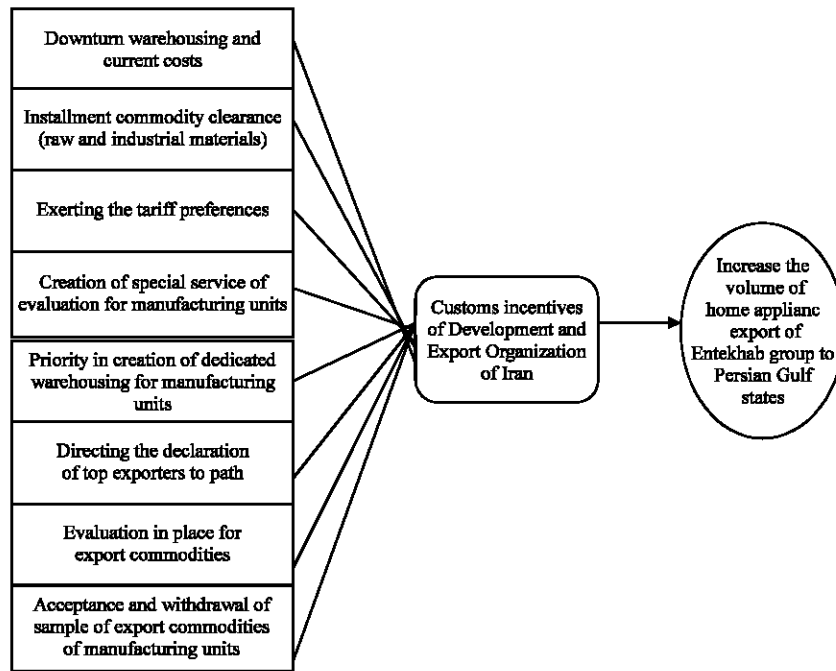 Downturn warehousing and
current costs
Installment commodity clearance
(raw and industrial materials)
Exerting the tariff preferences
Creation of special service of
evaluation for manufacturing units
Priority in creation of dedicated
warehousing for manufacturing
units
Directing the declaration
of top exporters to path
Evaluation in place for
export commodities
Acceptance and withdrawal of
sample of export commodities
of manufacturing units
Customs incentives
of Development and
Export Organization
of Iran
Increase the
volume of
home applianc
export of
Entekhab group to
Persian Gulf
states